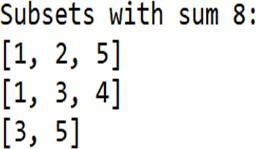 Subsets with sum 8:
[1, 2, 5]
[1, 3, 4]
[3, 5]